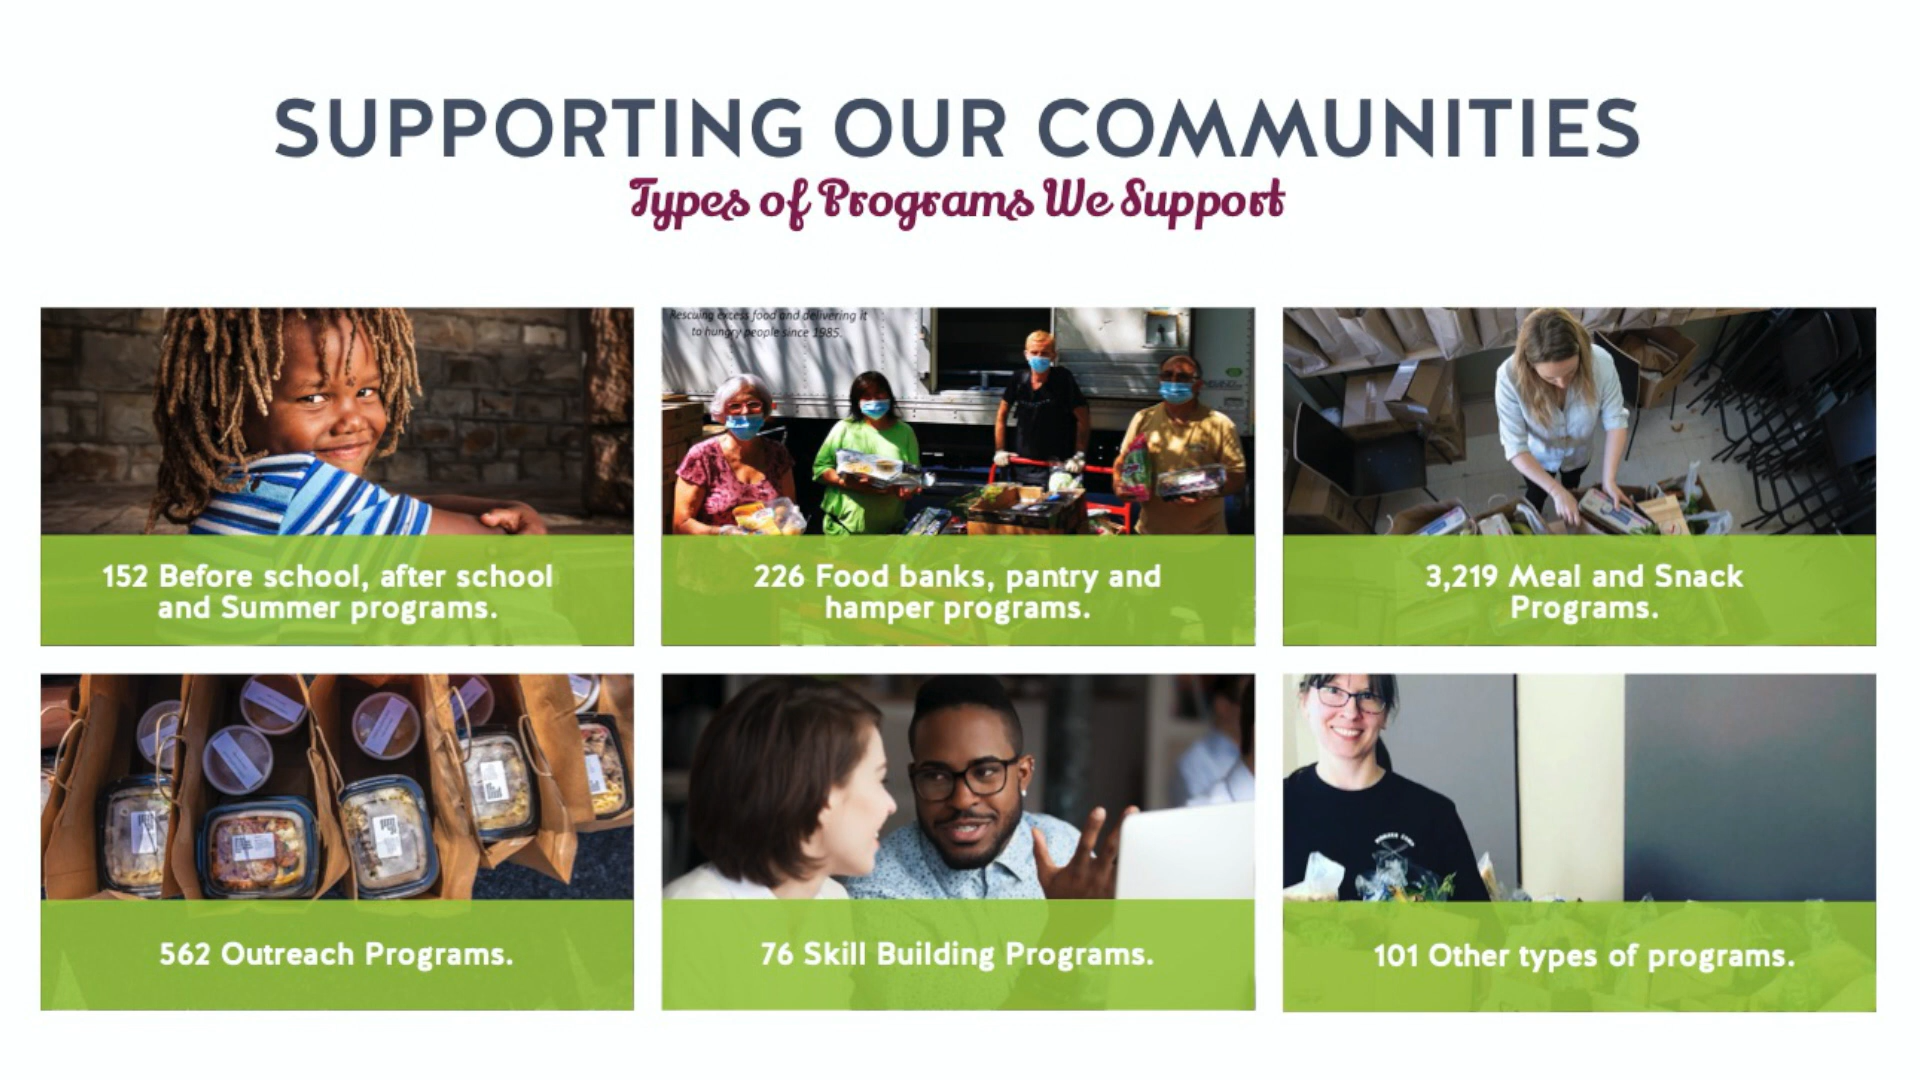 SUPPORTING OUR COMMUNITIES
Types of Programs We Support
Rescuing excess food and delivering it
to hungry people since 1985.
152 Before school, after school
and Summer programs.
226 Food banks, pantry and
hamper programs.
3,219 Meal and Snack
Programs.
562 Outreach Programs.
76 Skill Building Programs.
101 Other types of programs.